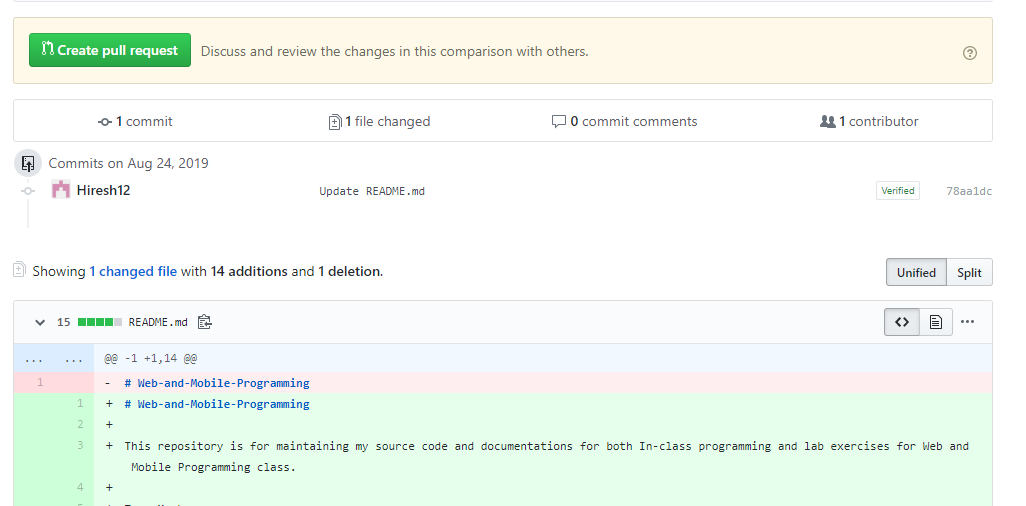 Create pull request Discuss and review the changes in this comparison with others.
1 commit 1 file changed 0 commit comments 1 contributor
Commits on Aug 24, 2019
Hiresh12 Update README.md Verified 78aa1dc
Showing 1 changed file with 14 additions and 1 deletion. Unified Split
15 README.md
... ... @@ -1 +1,14 @@
1 - # Web-and-Mobile-Programming
1 + # Web-and-Mobile-Programming
2 +
3 + This repository is for maintaining my source code and documentations for both In-class programming and lab exercises for Web and
Mobile Programming class.
4 +